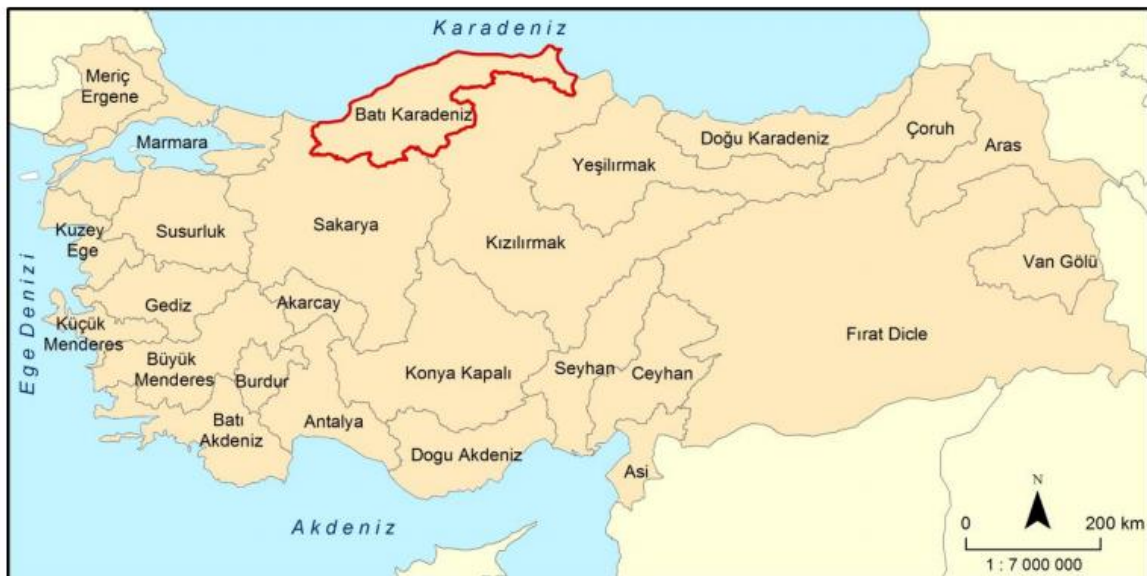 Karadeniz
Meriç
Ergene
Marmara
Batı Karadeniz
Doğu Karadeniz
Çoruh
Aras
Yeşilırmak
Kuzey
Ege
Susurluk
Sakarya
Kızılırmak
Van Gölü
Ege Denizi
Gediz
Akarcay
Küçük
Menderes
Büyük
Menderes
Burdur
Konya Kapalı
Seyhan
Ceyhan
Fırat Dicle
Batı
Akdeniz
Antalya
Dogu Akdeniz
Asi
Akdeniz
N
0 200 km
1 : 7 000 000